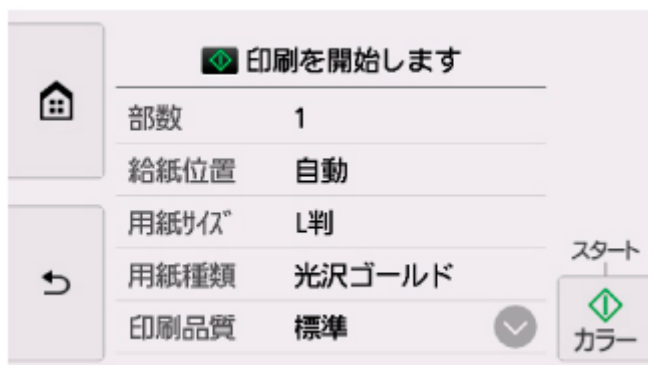 印刷を開始します
部数 1
給紙位置 自動
用紙ｻｲｽﾞ L判
用紙種類 光沢ゴールド
印刷品質 標準
スタート
カラー